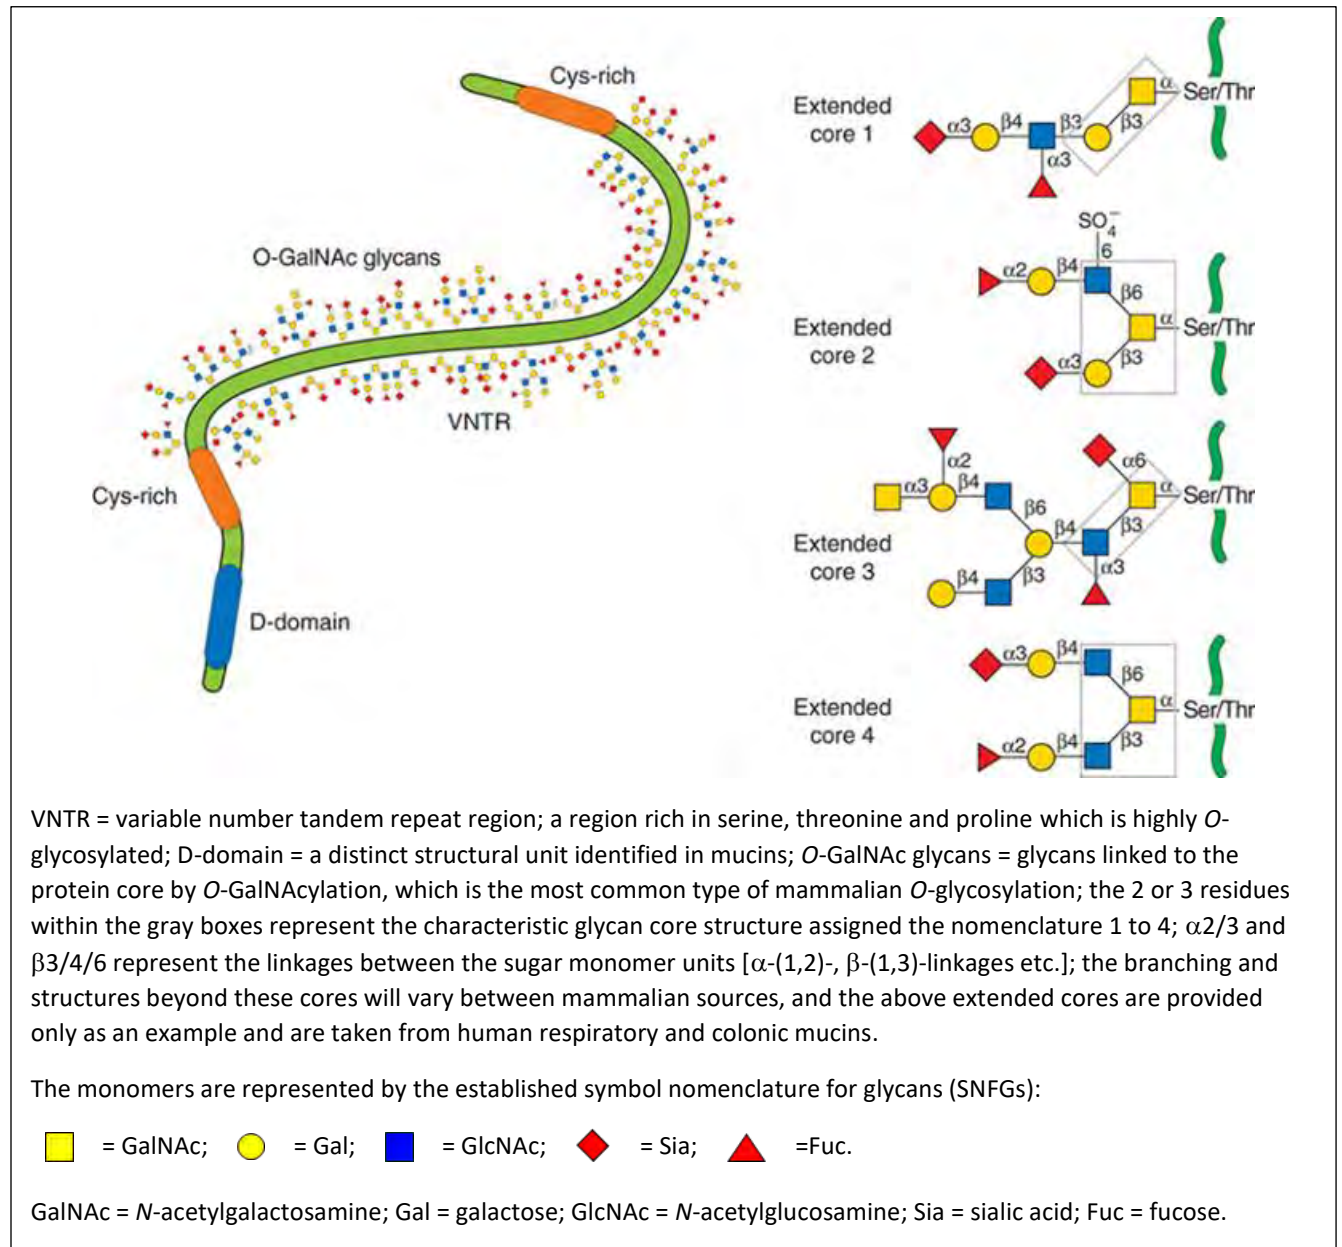 Cys-rich
O-GalNAc glycans
VNTR
Cys-rich
D-domain
Extended
core 1
α3 β4 β3 β3 α Ser/Thr
α3
SO4−
6
Extended
core 2
α2 β4 β6 α Ser/Thr
α3 β3
Extended
core 3
α2 α6
α3 β4 β6 β4 α Ser/Thr
β3
β4 β3 α3
Extended
core 4
α3 β4 β6
α Ser/Thr
α2 β4 β3
VNTR = variable number tandem repeat region; a region rich in serine, threonine and proline which is highly O-
glycosylated; D-domain = a distinct structural unit identified in mucins; O-GalNAc glycans = glycans linked to the
protein core by O-GalNAcylation, which is the most common type of mammalian O-glycosylation; the 2 or 3 residues
within the gray boxes represent the characteristic glycan core structure assigned the nomenclature 1 to 4; α2/3 and
β3/4/6 represent the linkages between the sugar monomer units [α-(1,2)-, β-(1,3)-linkages etc.]; the branching and
structures beyond these cores will vary between mammalian sources, and the above extended cores are provided
only as an example and are taken from human respiratory and colonic mucins.
The monomers are represented by the established symbol nomenclature for glycans (SNFGs):
= GalNAc; = Gal; = GlcNAc; = Sia; =Fuc.
GalNAc = N-acetylgalactosamine; Gal = galactose; GlcNAc = N-acetylglucosamine; Sia = sialic acid; Fuc = fucose.